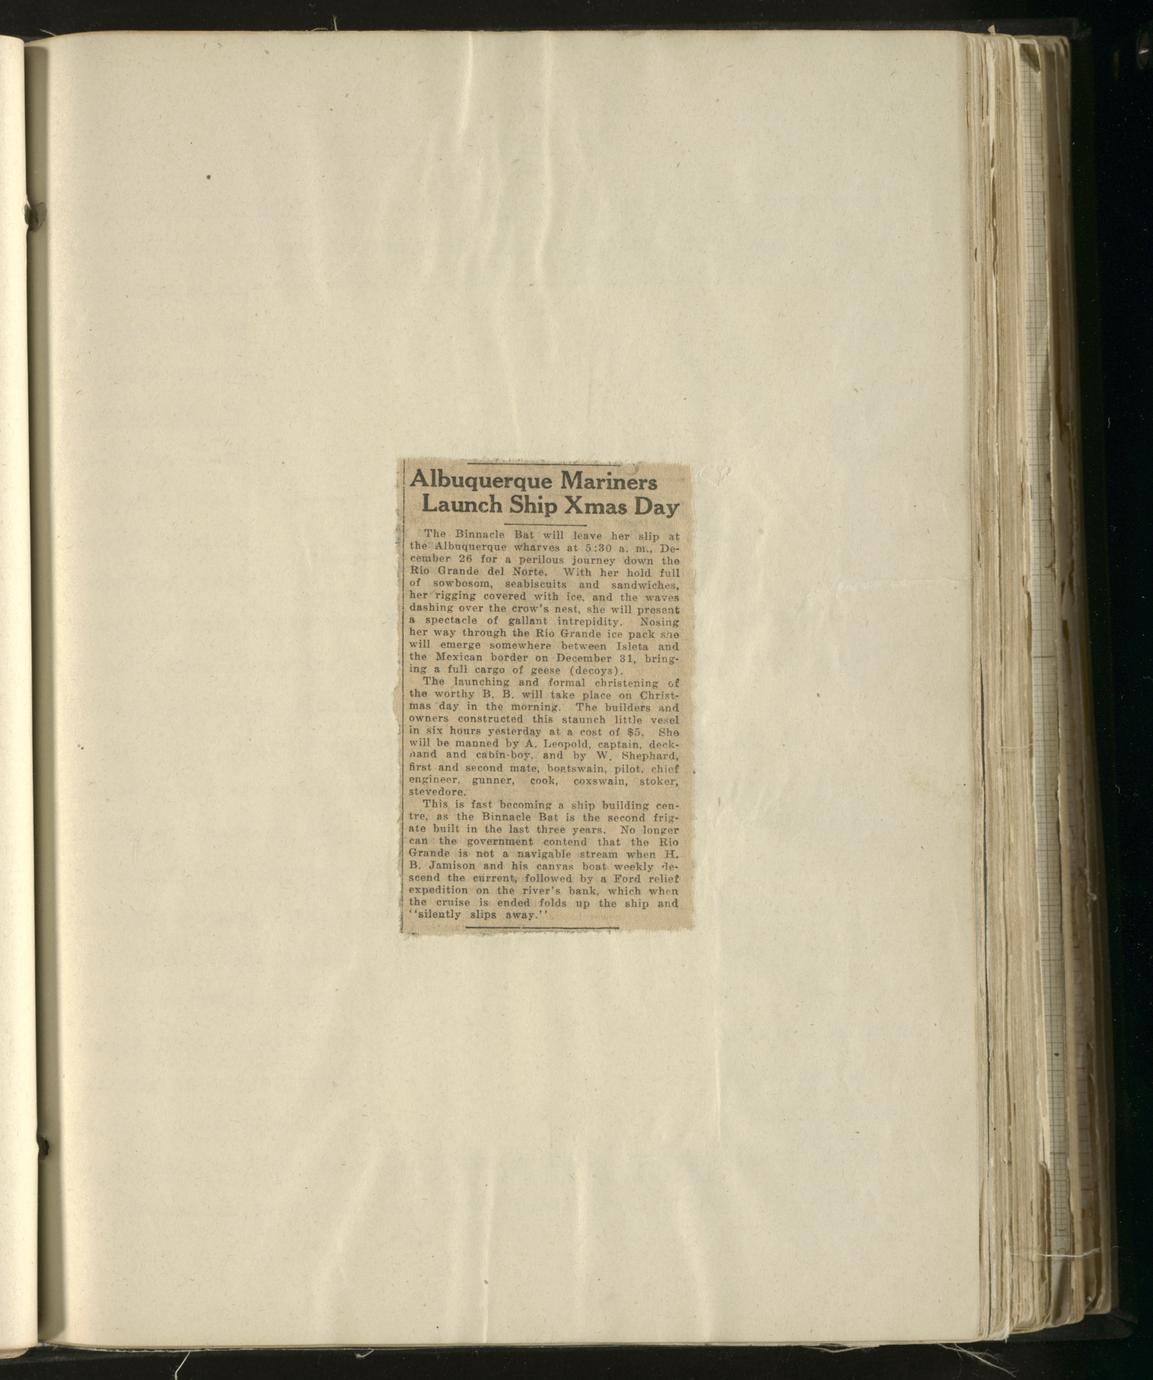 Albuquerque Mariners
Launch Ship Xmas Day
The Binnacle Bat will leave her slip at
the Albuquerque wharves at 5:30 a. m., De-
cember 26 for a perilous journey down the
Rio Grande del Norte. With her hold full
of sowbosom, seabiscuits and sandwiches,
her rigging covered with ice, and the waves
dashing over the crow's nest, she will present
a spectacle of gallant intrepidity. Nosing
her way through the Rio Grande ice pack she
will emerge somewhere between Isleta and
the Mexican border on December 31, bring-
ing a full cargo of geese (decoys).
The launching and formal christening of
the worthy B. B. will take place on Christ-
mas day in the morning. The builders and
owners constructed this staunch little vesel
in six hours yesterday at a cost of $5. She
will be manned by A. Leopold, captain, deck-
hand and cabin-boy, and by W. Shephard,
first and second mate, boatswain, pilot, chief
engineer, gunner, cook, coxswain, stoker,
stevedore.
This is fast becoming a ship building cen-
tre, as the Binnacle Bat is the second frig-
ate built in the last three years. No longer
can the government contend that the Rio
Grande is not a navigable stream when H.
B. Jamison and his canvas boat weekly de-
scend the current, followed by a Ford relief
expedition on the river's bank, which when
the cruise is ended folds up the ship and
"silently slips away."